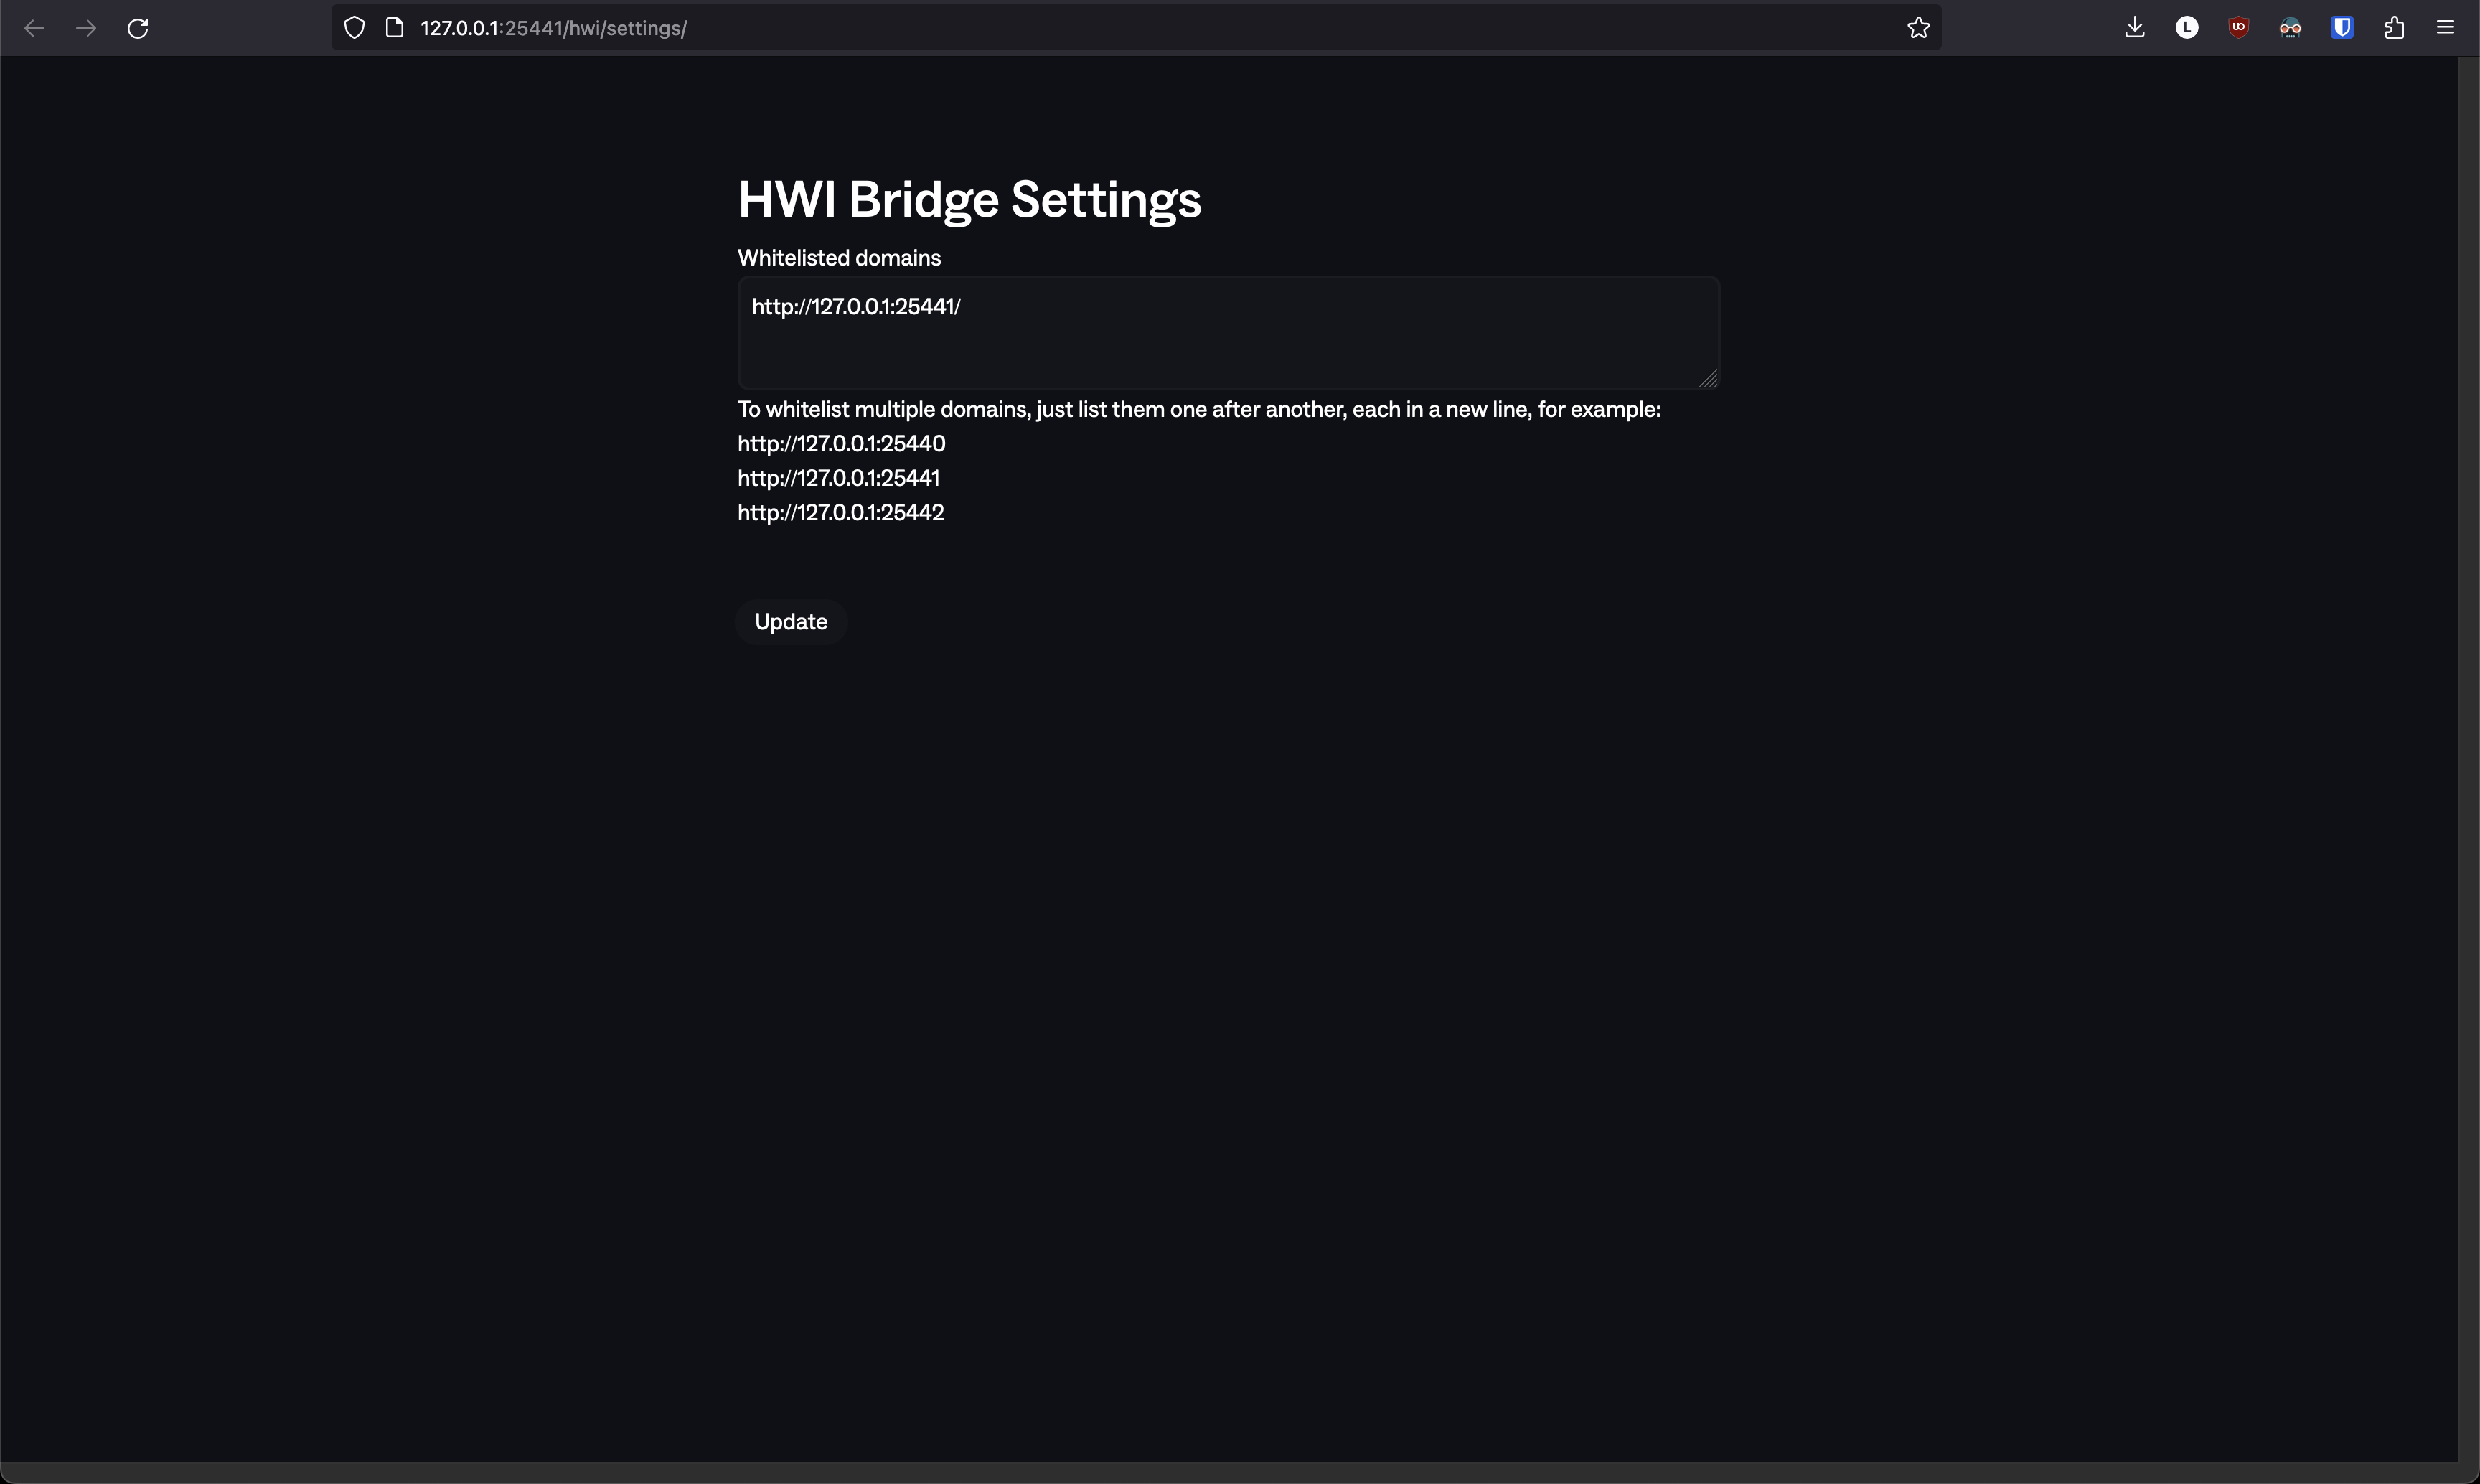 127.0.0.1:25441/hwi/settings/
L
uo
HWI Bridge Settings
Whitelisted domains
http://127.0.0.1:25441/
To whitelist multiple domains, just list them one after another, each in a new line, for example:
http://127.0.0.1:25440
http://127.0.0.1:25441
http://127.0.0.1:25442
Update